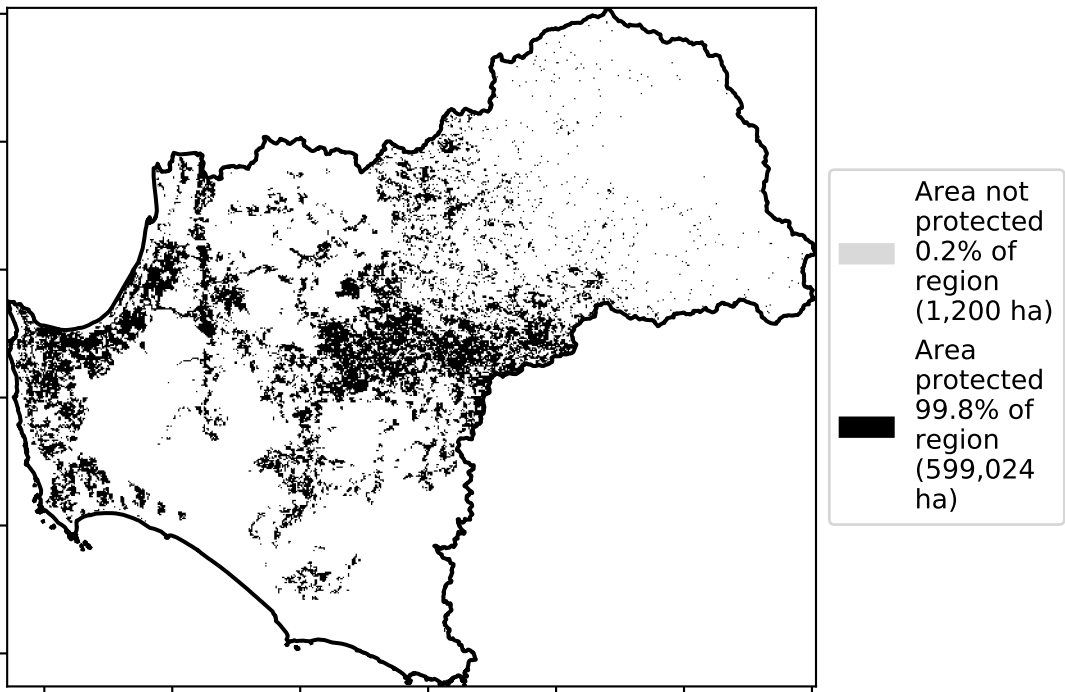 Area not
protected
0.2% of
region
(1,200 ha)
Area
protected
99.8% of
region
(599,024
ha)